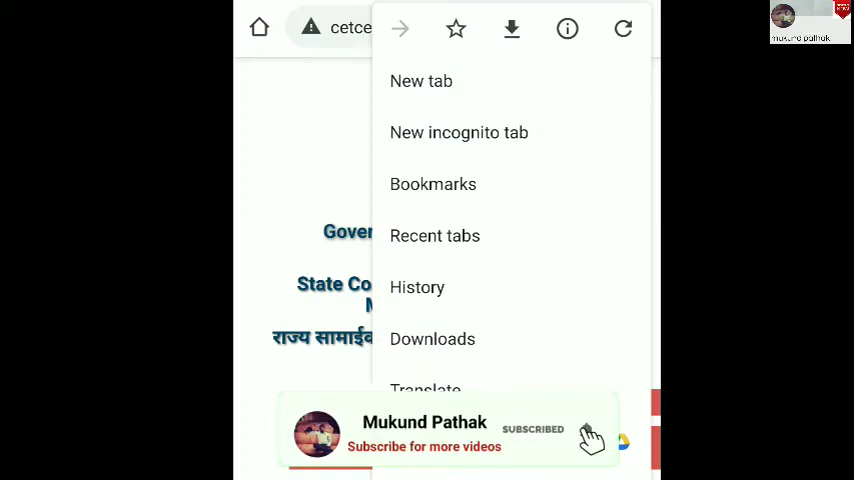 cetce
mukund pathak
New tab
New incognito tab
Bookmarks
Recent tabs
Gover
History
State Co
M
राज्य सामाईक
Downloads
Translate
Mukund Pathak
SUBSCRIBED
Subscribe for more videos